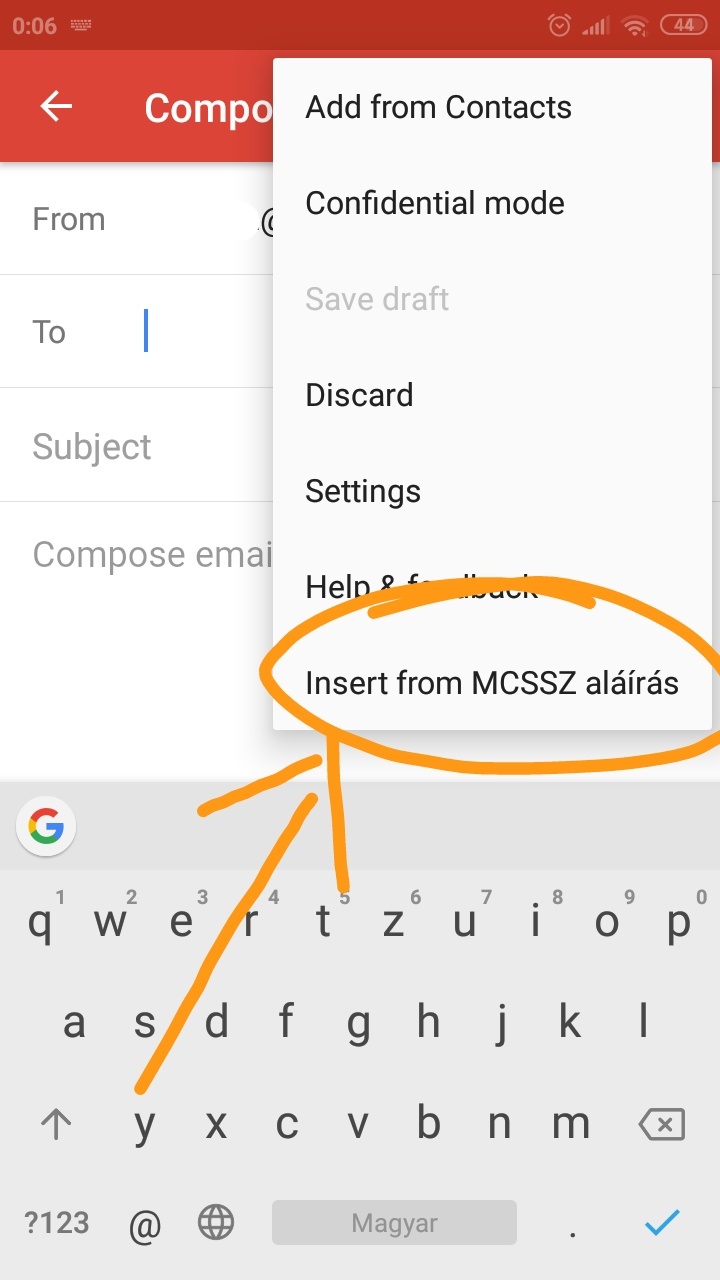 0:06
44
Compo
Add from Contacts
From
@
Confidential mode
Save draft
To
Discard
Subject
Settings
Compose emai
Help & feedback
Insert from MCSSZ aláírás
G
1 2 3 4 5 6 7 8 9 0
q w e r t z u i o p
a s d f g h j k l
y x c v b n m
?123 @ Magyar .